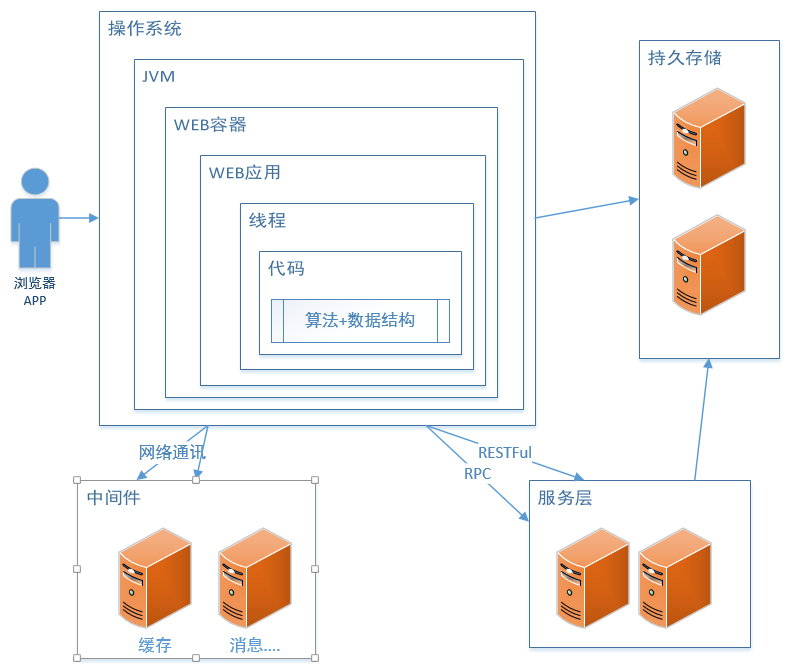 操作系统
持久存储
JVM
WEB容器
WEB应用
线程
代码
算法+数据结构
浏览器
APP
网络通讯
RESTFul
RPC
中间件
服务层
缓存
消息....